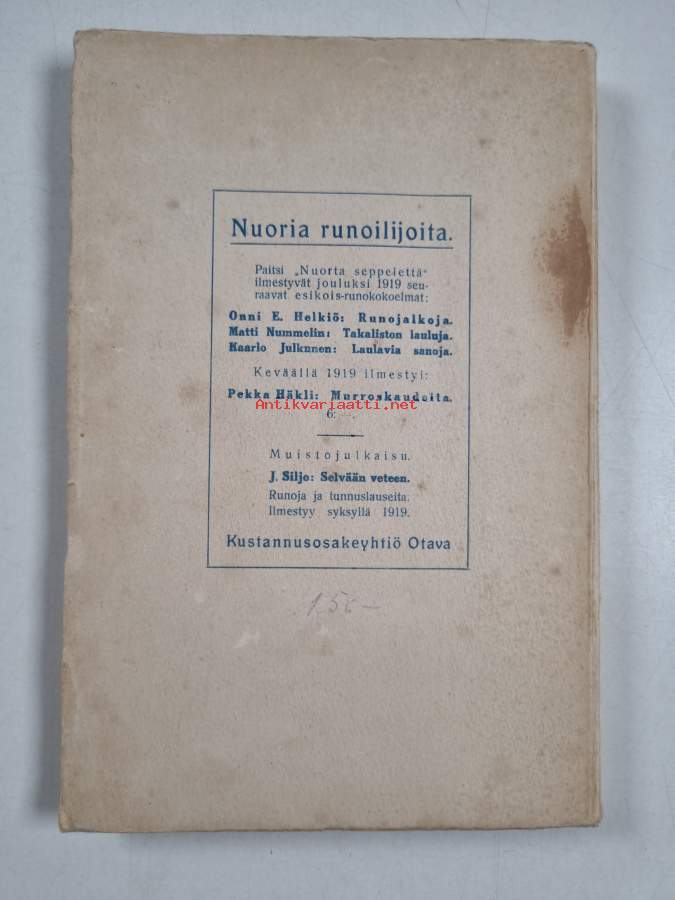 Nuoria runoilijoita.
Paitsi „Nuorta seppelettä"
ilmestyvät jouluksi 1919 seu-
raavat esikois-runokokoelmat:
Onni E. Helkiö: Runojalkoja.
Matti Nummelin: Takaliston lauluja.
Kaarlo Julkunen: Laulavia sanoja.
Keväällä 1919 ilmestyi:
Pekka Häkli: Murroskaudoita.
Antikvariaatti.net
6: —.
Muistojulkaisu.
J. Siljo: Selvään veteen.
Runoja ja tunnuslauseita.
Ilmestyy syksyllä 1919.
Kustannusosakeyhtiö Otava